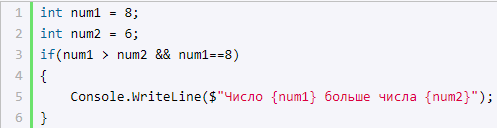 1 int num1 = 8;
2 int num2 = 6;
3 if(num1 > num2 && num1==8)
4 {
5     Console.WriteLine($"Число {num1} больше числа {num2}");
6 }